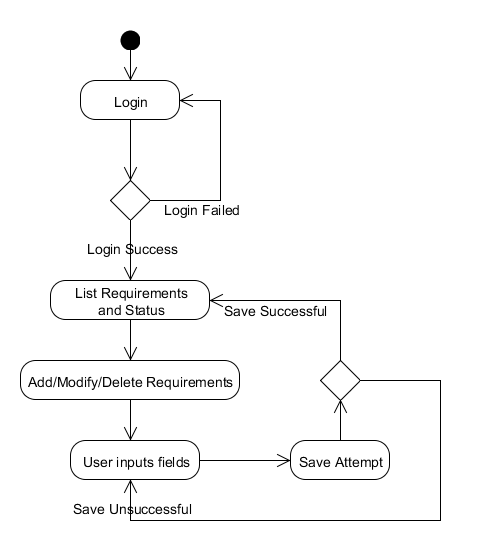 Login
Login Failed
Login Success
List Requirements
and Status
Save Successful
Add/Modify/Delete Requirements
User inputs fields
Save Attempt
Save Unsuccessful